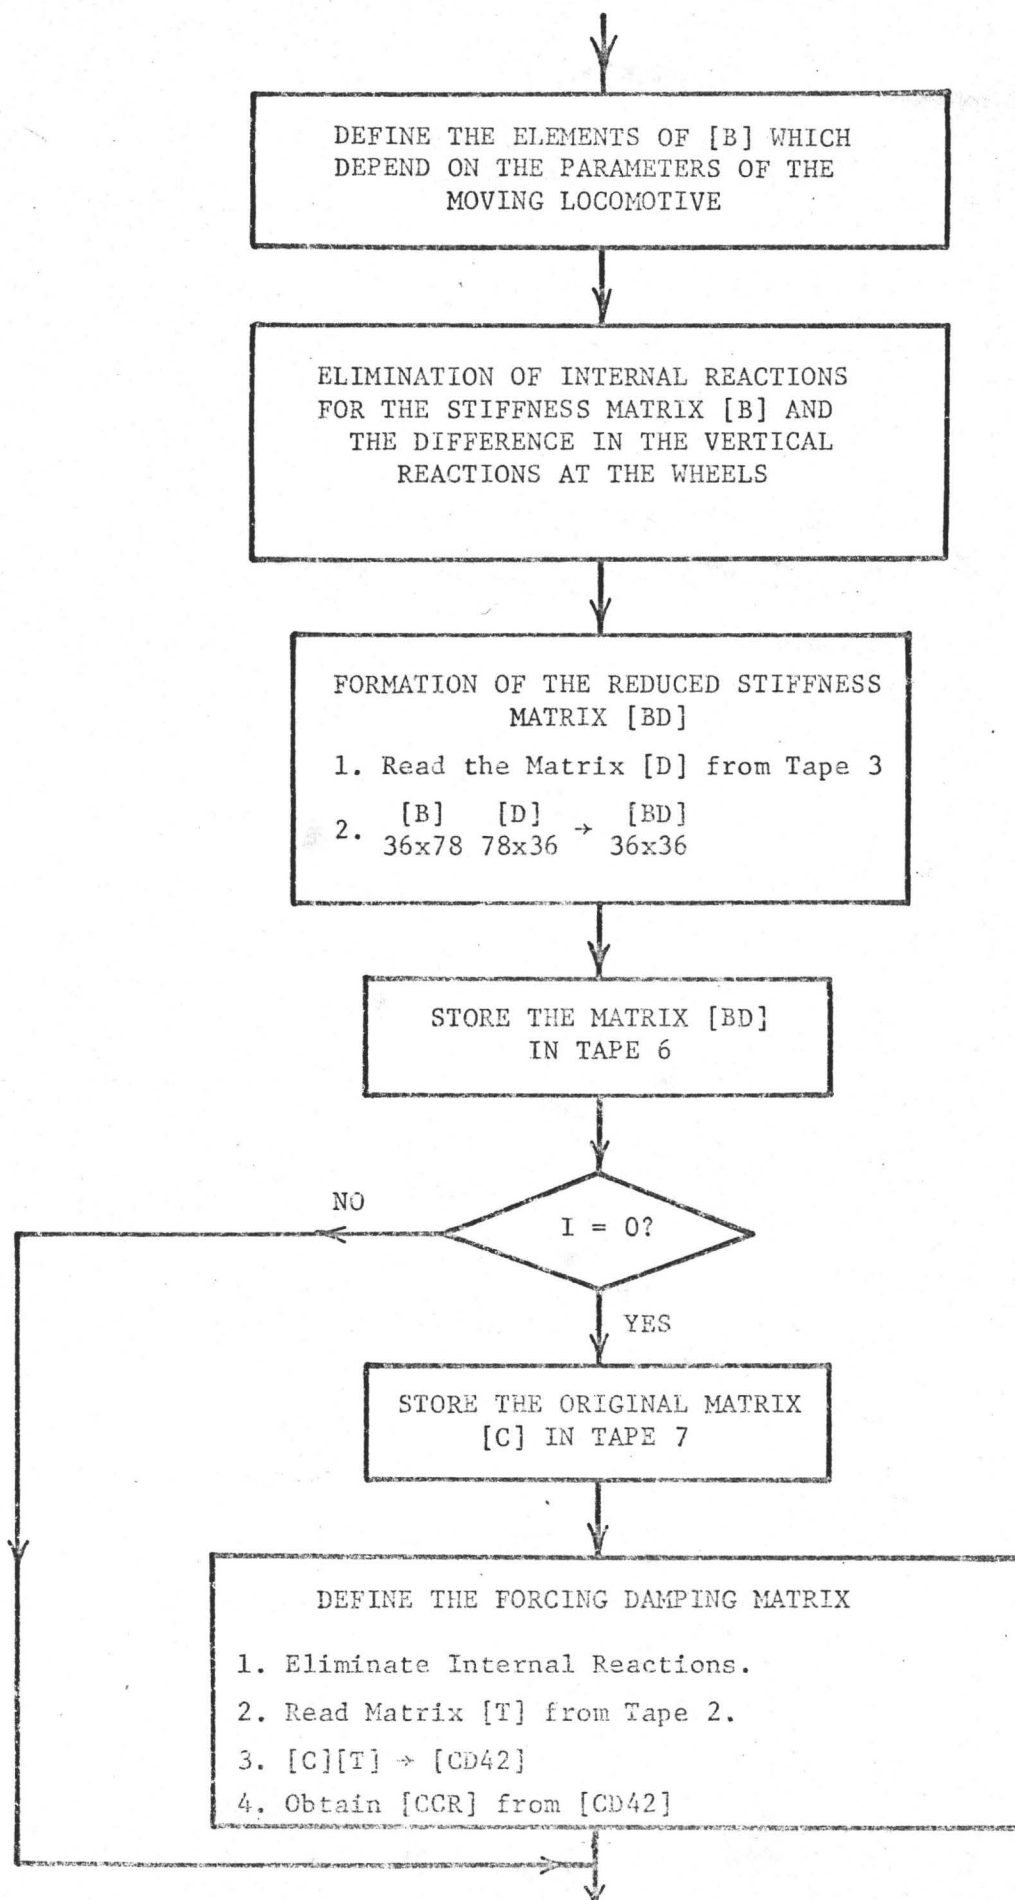 DEFINE THE ELEMENTS OF [B] WHICH
DEPEND ON THE PARAMETERS OF THE
MOVING LOCOMOTIVE
ELIMINATION OF INTERNAL REACTIONS
FOR THE STIFFNESS MATRIX [B] AND
THE DIFFERENCE IN THE VERTICAL
REACTIONS AT THE WHEELS
FORMATION OF THE REDUCED STIFFNESS
MATRIX [BD]
1. Read the Matrix [D] from Tape 3
2. [B] [D] → [BD]
36x78 78x36 36x36
STORE THE MATRIX [BD]
IN TAPE 6
NO
I = 0?
YES
STORE THE ORIGINAL MATRIX
[C] IN TAPE 7
DEFINE THE FORCING DAMPING MATRIX
1. Eliminate Internal Reactions.
2. Read Matrix [T] from Tape 2.
3. [C][T] → [CD42]
4. Obtain [CCR] from [CD42]